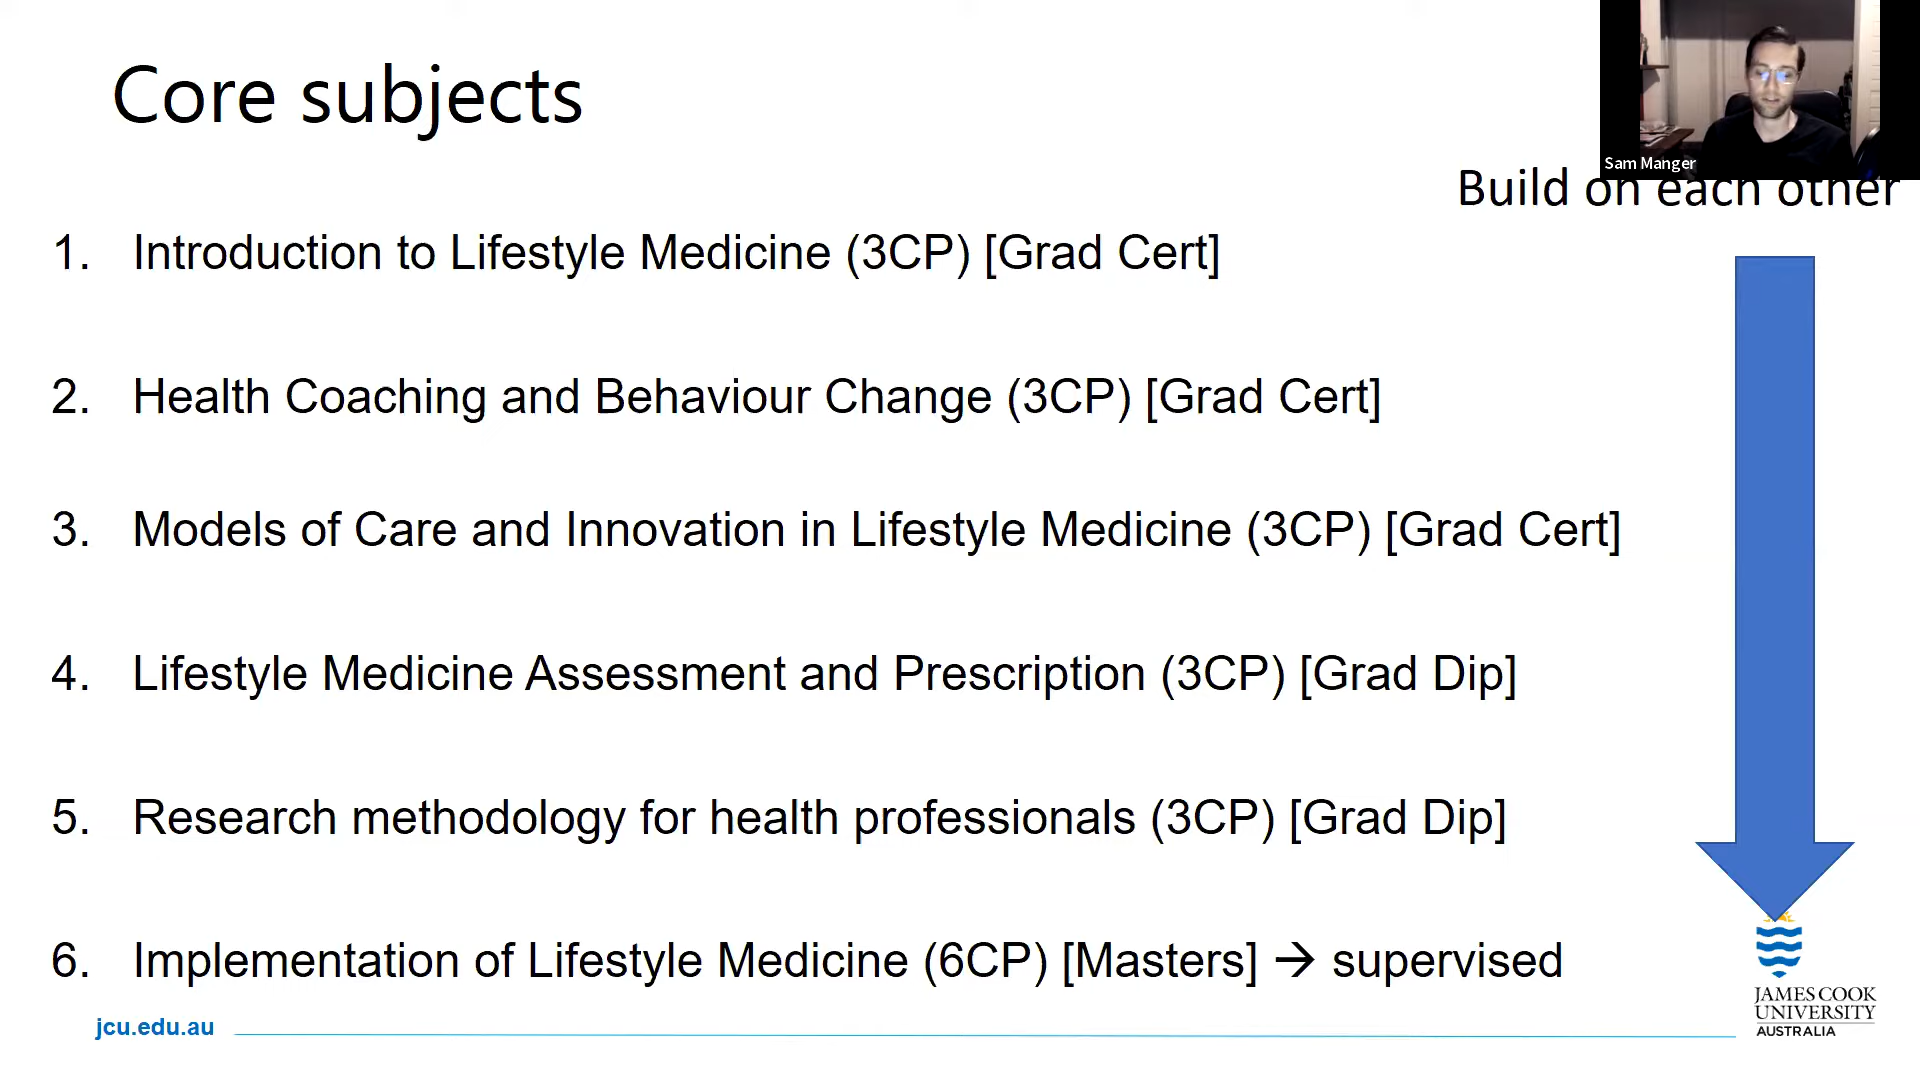 Core subjects
Sam Manger
Build on each other
1. Introduction to Lifestyle Medicine (3CP) [Grad Cert]
2. Health Coaching and Behaviour Change (3CP) [Grad Cert]
3. Models of Care and Innovation in Lifestyle Medicine (3CP) [Grad Cert]
4. Lifestyle Medicine Assessment and Prescription (3CP) [Grad Dip]
5. Research methodology for health professionals (3CP) [Grad Dip]
6. Implementation of Lifestyle Medicine (6CP) [Masters] → supervised
jcu.edu.au
JAMES COOK
UNIVERSITY
AUSTRALIA